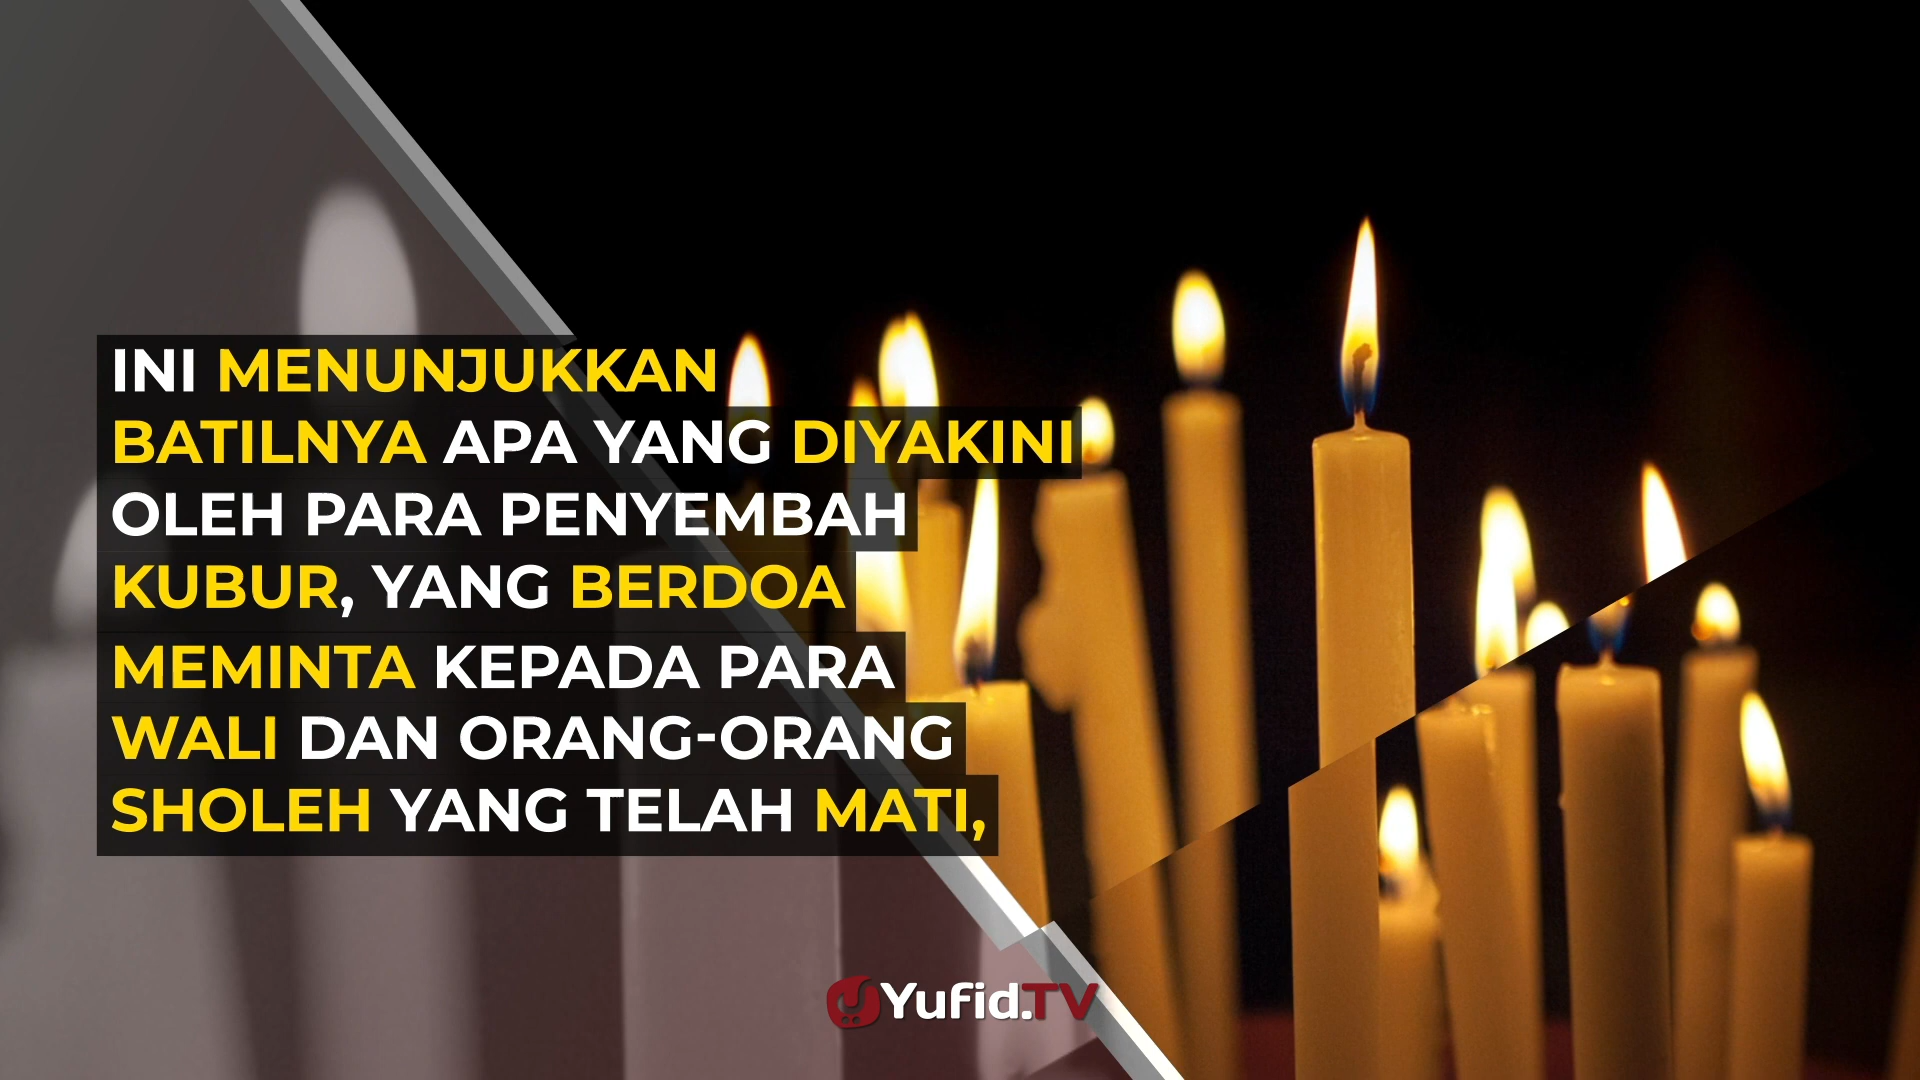 INI MENUNJUKKAN
BATILNYA APA YANG DIYAKINI
OLEH PARA PENYEMBAH
KUBUR, YANG BERDOA
MEMINTA KEPADA PARA
WALI DAN ORANG-ORANG
SHOLEH YANG TELAH MATI,
Yufid.TV